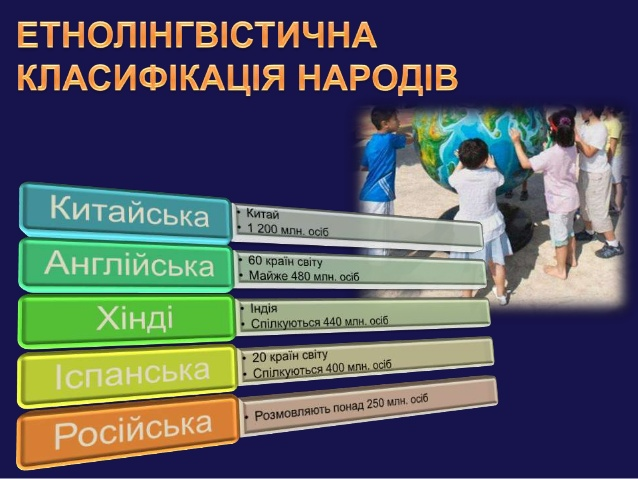 ЕТНОЛІНГВІСТИЧНА
КЛАСИФІКАЦІЯ НАРОДІВ
Китайська
• Китай
• 1 200 млн. осіб
Англійська
• 60 країн світу
• Майже 480 млн. осіб
Хінді
• Індія
• Спілкуються 440 млн. осіб
Іспанська
• 20 країн світу
• Спілкуються 400 млн. осіб
Російська
• Розмовляють понад 250 млн. осіб